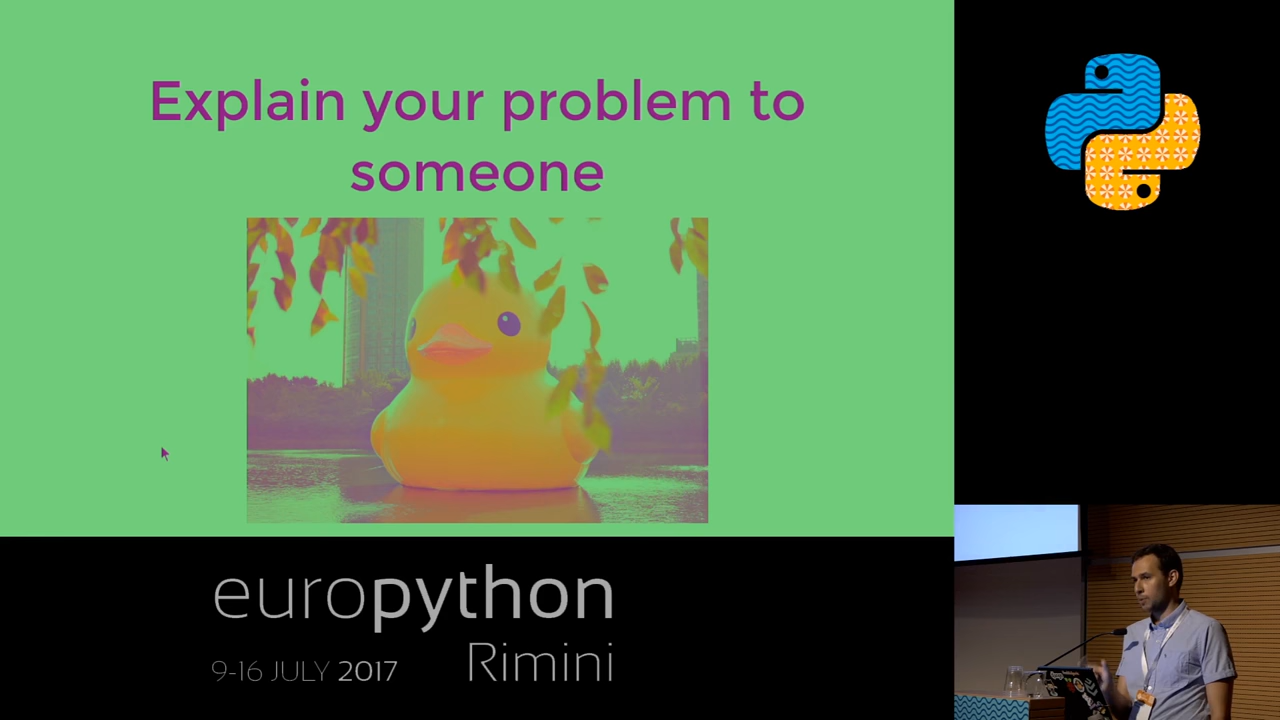 Explain your problem to
someone
europython
9-16 JULY 2017
Rimini